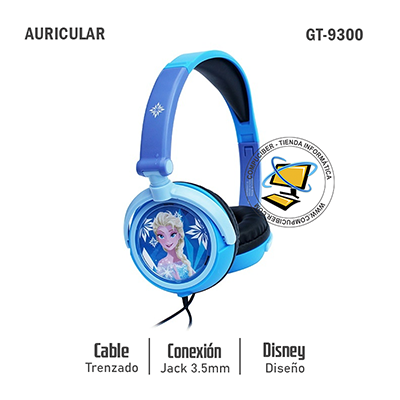 AURICULAR
GT-9300
COMPUCIBER - TIENDA INFORMÁTICA
WWW.COMPUCIBER.COM
Cable
Trenzado
Conexión
Jack 3.5mm
Disney
Diseño